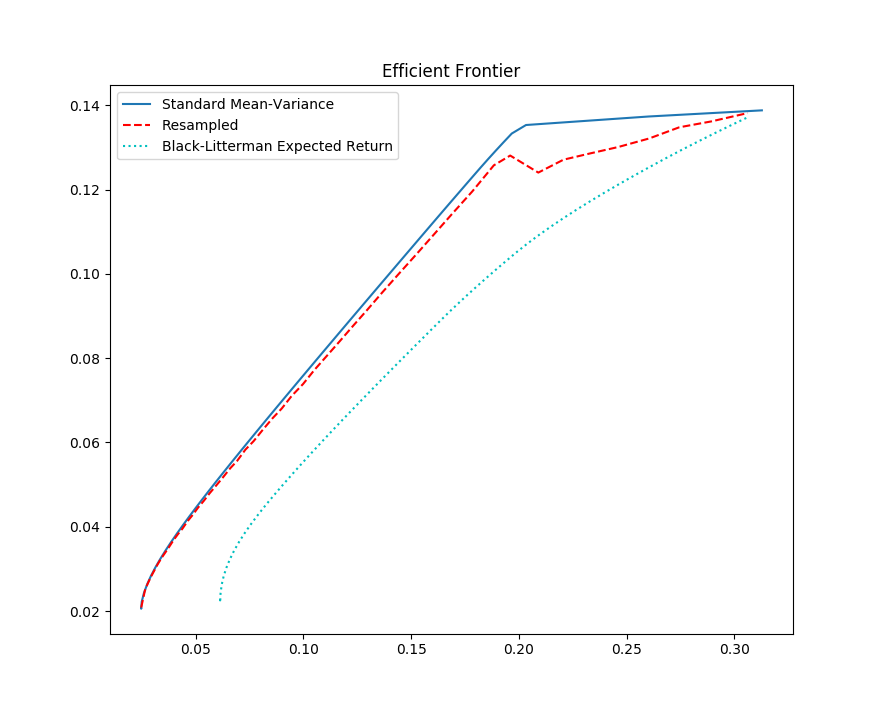 Efficient Frontier
Standard Mean-Variance
Resampled
Black-Litterman Expected Return
0.14
0.12
0.10
0.08
0.06
0.04
0.02
0.05 0.10 0.15 0.20 0.25 0.30